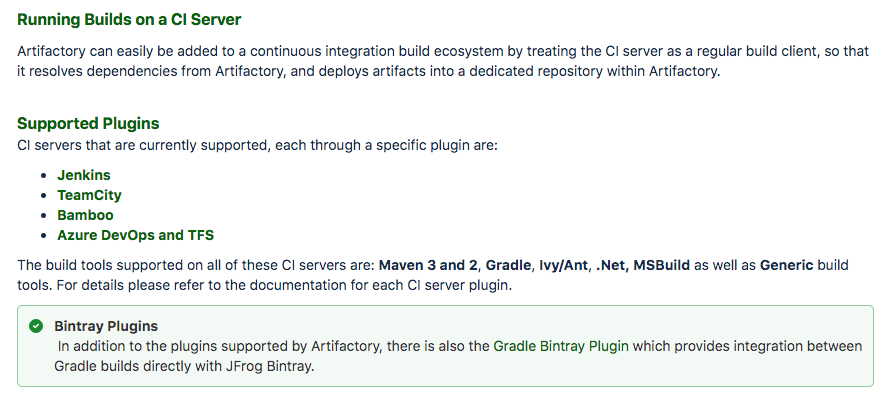 Running Builds on a CI Server
Artifactory can easily be added to a continuous integration build ecosystem by treating the CI server as a regular build client, so that
it resolves dependencies from Artifactory, and deploys artifacts into a dedicated repository within Artifactory.
Supported Plugins
CI servers that are currently supported, each through a specific plugin are:
• Jenkins
• TeamCity
• Bamboo
• Azure DevOps and TFS
The build tools supported on all of these CI servers are: Maven 3 and 2, Gradle, Ivy/Ant, .Net, MSBuild as well as Generic build
tools. For details please refer to the documentation for each CI server plugin.
Bintray Plugins
In addition to the plugins supported by Artifactory, there is also the Gradle Bintray Plugin which provides integration between
Gradle builds directly with JFrog Bintray.